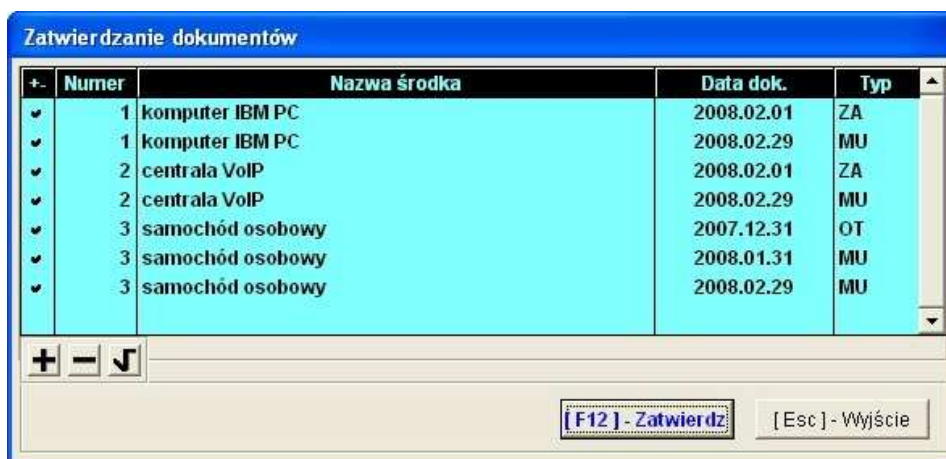 Zatwierdzanie dokumentów
+- Numer Nazwa środka Data dok. Typ
1 komputer IBM PC 2008.02.01 ZA
1 komputer IBM PC 2008.02.29 MU
2 centrala VoIP 2008.02.01 ZA
2 centrala VoIP 2008.02.29 MU
3 samochód osobowy 2007.12.31 OT
3 samochód osobowy 2008.01.31 MU
3 samochód osobowy 2008.02.29 MU
[ F12 ] - Zatwierdz [ Esc ] - Wyjście